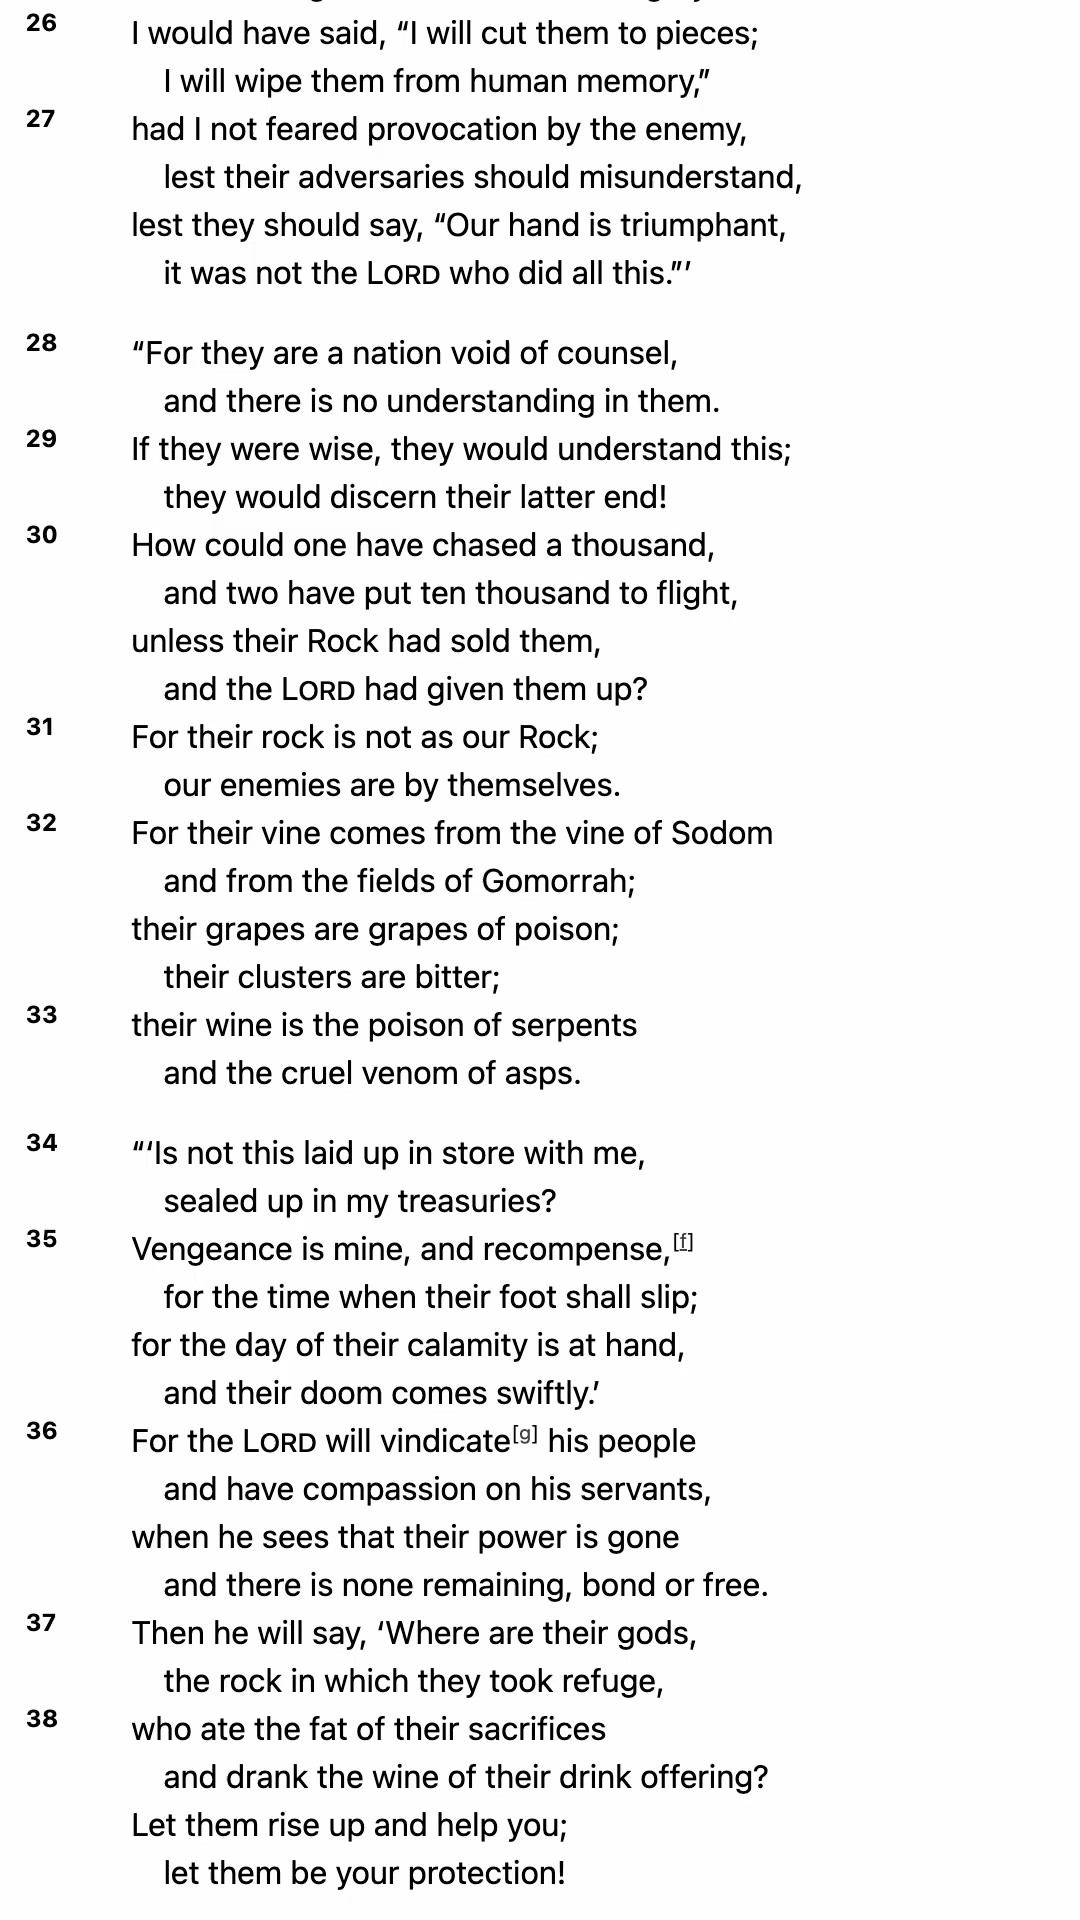 26 I would have said, “I will cut them to pieces;
I will wipe them from human memory,”
27 had I not feared provocation by the enemy,
lest their adversaries should misunderstand,
lest they should say, “Our hand is triumphant,
it was not the LORD who did all this.”’
28 “For they are a nation void of counsel,
and there is no understanding in them.
29 If they were wise, they would understand this;
they would discern their latter end!
30 How could one have chased a thousand,
and two have put ten thousand to flight,
unless their Rock had sold them,
and the LORD had given them up?
31 For their rock is not as our Rock;
our enemies are by themselves.
32 For their vine comes from the vine of Sodom
and from the fields of Gomorrah;
their grapes are grapes of poison;
their clusters are bitter;
33 their wine is the poison of serpents
and the cruel venom of asps.
34 “‘Is not this laid up in store with me,
sealed up in my treasuries?
35 Vengeance is mine, and recompense,[f]
for the time when their foot shall slip;
for the day of their calamity is at hand,
and their doom comes swiftly.’
36 For the LORD will vindicate[g] his people
and have compassion on his servants,
when he sees that their power is gone
and there is none remaining, bond or free.
37 Then he will say, ‘Where are their gods,
the rock in which they took refuge,
38 who ate the fat of their sacrifices
and drank the wine of their drink offering?
Let them rise up and help you;
let them be your protection!